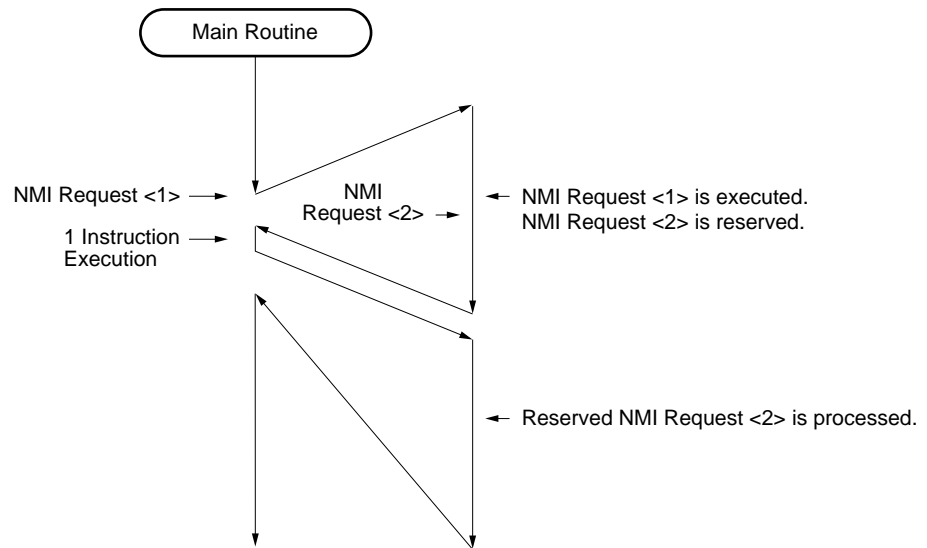 Main Routine
NMI Request <1>
NMI
Request <2>
NMI Request <1> is executed.
NMI Request <2> is reserved.
1 Instruction
Execution
Reserved NMI Request <2> is processed.